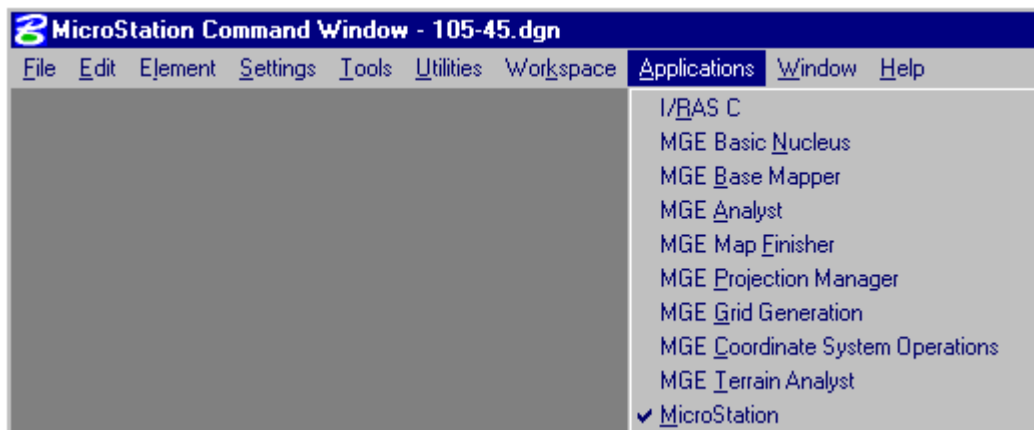 MicroStation Command Window - 105-45.dgn
File Edit Element Settings Tools Utilities Workspace Applications Window Help
I/RAS C
MGE Basic Nucleus
MGE Base Mapper
MGE Analyst
MGE Map Finisher
MGE Projection Manager
MGE Grid Generation
MGE Coordinate System Operations
MGE Terrain Analyst
MicroStation